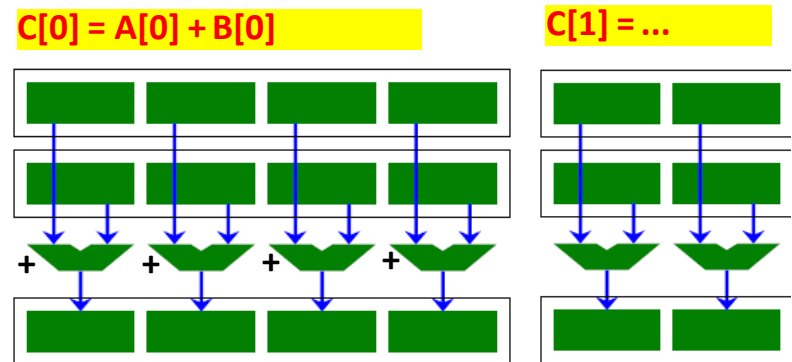 C[0] = A[0] + B[0]
C[1] = ...
+ + + +